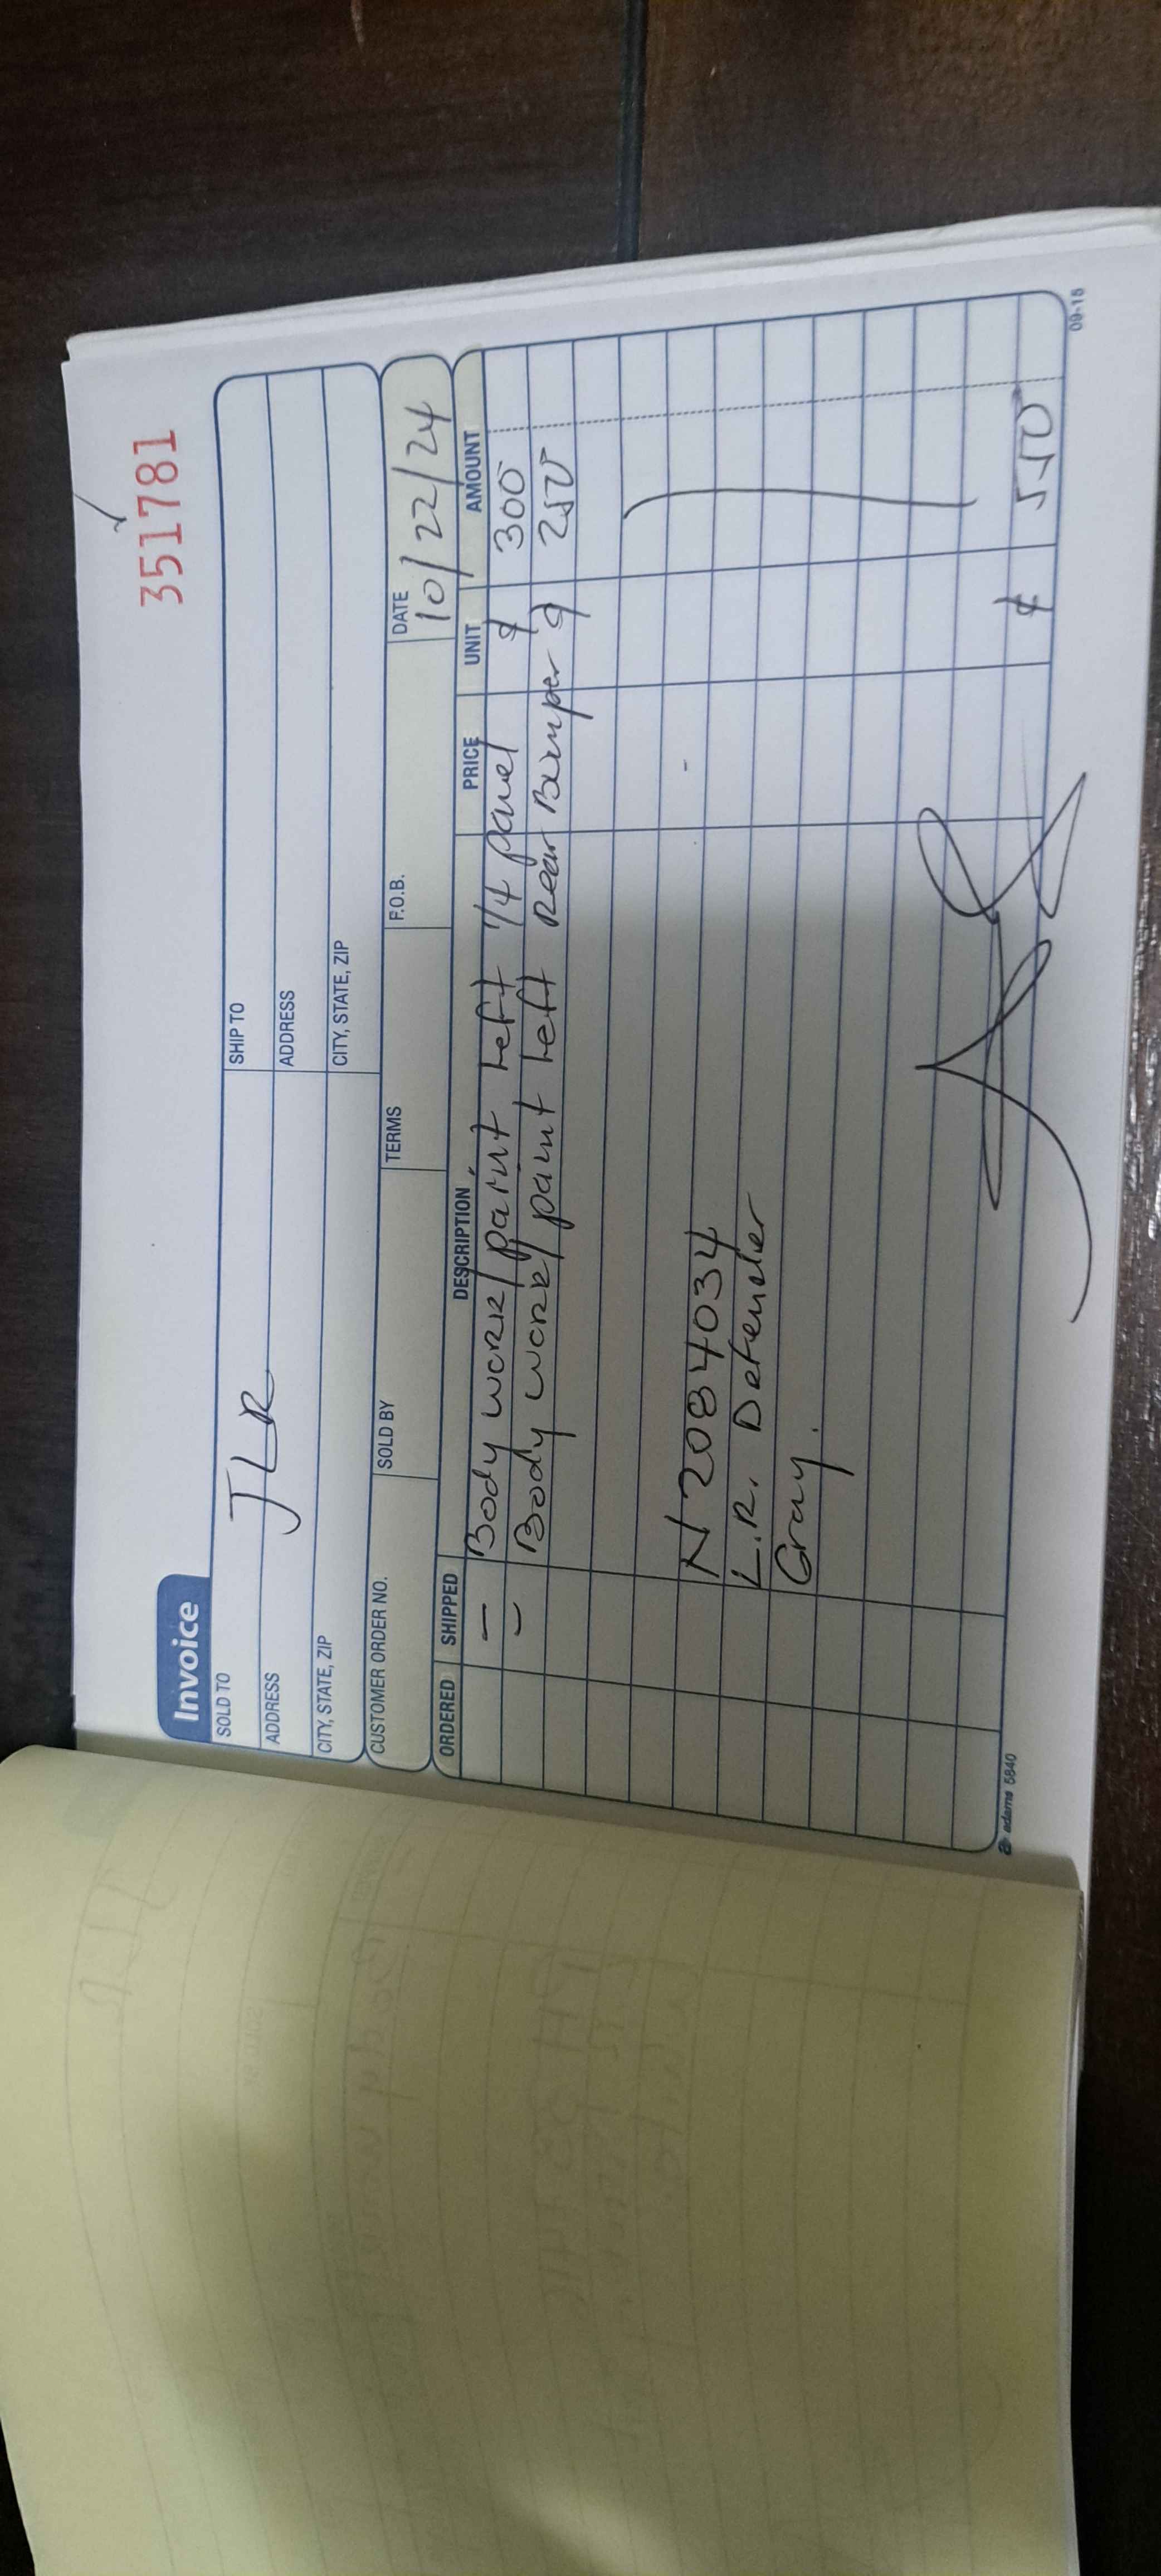 351781
Invoice
SOLD TO JLR SHIP TO
ADDRESS ADDRESS
CITY, STATE, ZIP CITY, STATE, ZIP
CUSTOMER ORDER NO. SOLD BY TERMS F.O.B. DATE 10/22/24
ORDERED SHIPPED DESCRIPTION PRICE UNIT AMOUNT
- Body work/paint Left 1/4 panel $ 300
- Body work/paint Left Rear Bumper $ 250
N2084034
L.R. Defender
Gray.
$ 550
adams 5840 09-15